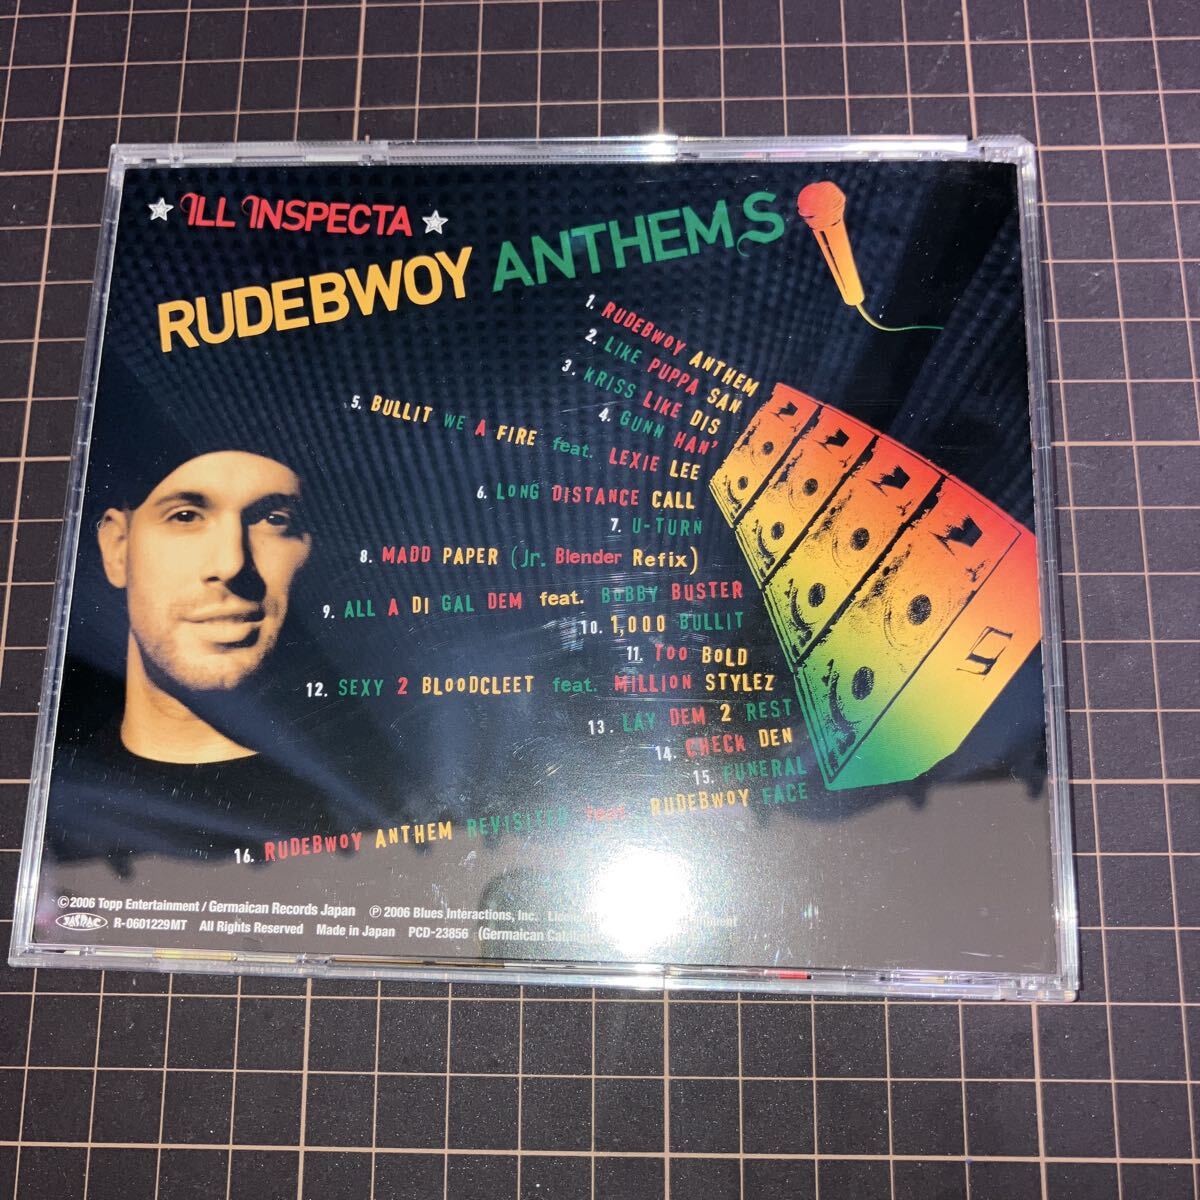 ILL INSPECTA
RUDEBWOY ANTHEMS
1. RUDEBWOY ANTHEM
2. LIKE PUPPA SAN
3. KRISS LIKE DIS
4. GUNN HAN'
5. BULLIT WE A FIRE feat. LEXIE LEE
6. LONG DISTANCE CALL
7. U-TURN
8. MADD PAPER (Jr. Blender Refix)
9. ALL A DI GAL DEM feat. BOBBY BUSTER
10. 1,000 BULLIT
11. TOO BOLD
12. SEXY 2 BLOODCLEET feat. MILLION STYLEZ
13. LAY DEM 2 REST
14. CHECK DEN
15. FUNERAL
16. RUDEBWOY ANTHEM REVISITED feat. RUDEBWOY FACE
©2006 Topp Entertainment / Germaican Records Japan ℗ 2006 Blues Interactions, Inc.
JASRAC R-0601229MT All Rights Reserved Made in Japan PCD-23856 (Germaican